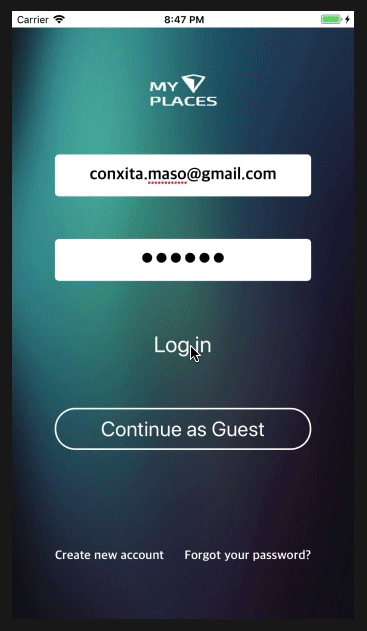 Carrier 8:47 PM
MY
PLACES
conxita.maso@gmail.com
●●●●●●
Log in
Continue as Guest
Create new account Forgot your password?